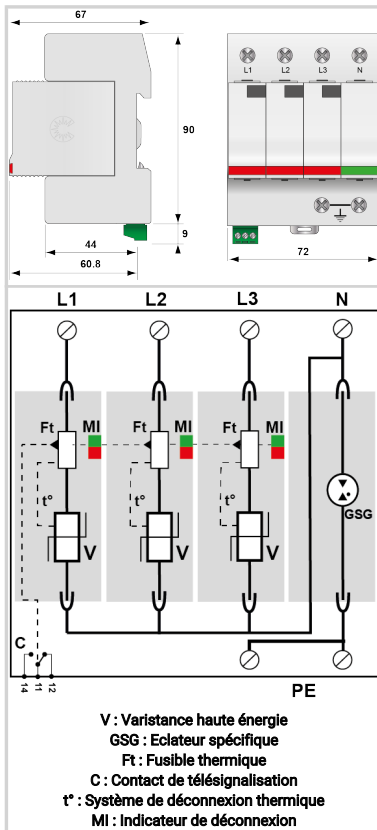 67
90
9
44
60.8
L1 L2 L3 N
72
L1 L2 L3 N
Ft MI Ft MI Ft MI
t° t° t°
GSG
V V V
C
14 11 12
PE
V : Varistance haute énergie
GSG : Eclateur spécifique
Ft : Fusible thermique
C : Contact de télésignalisation
t° : Système de déconnexion thermique
MI : Indicateur de déconnexion